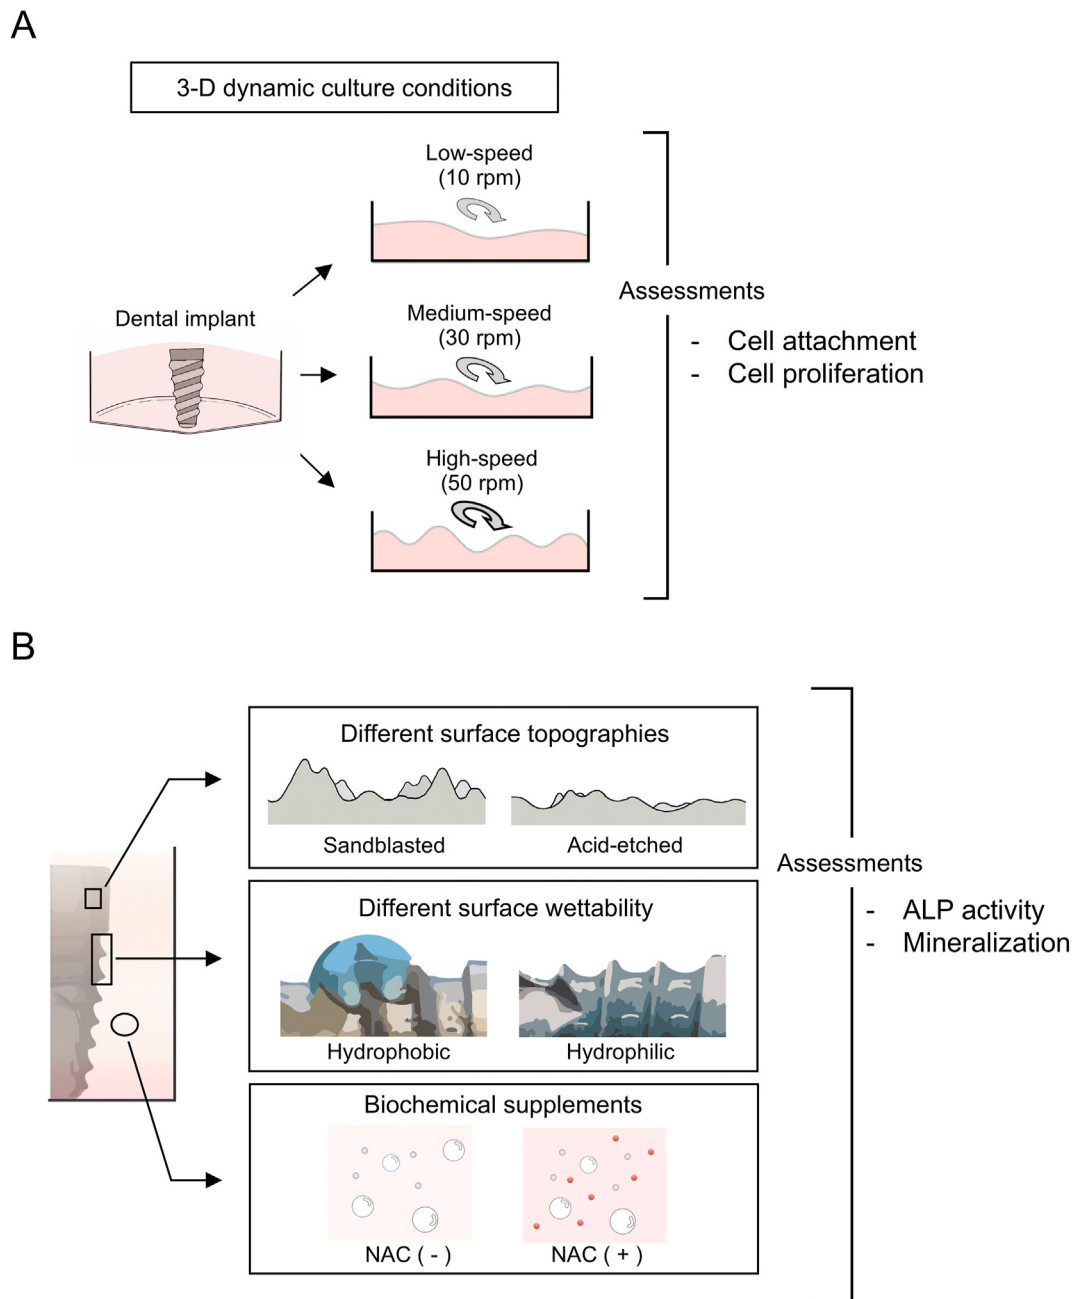 A
3-D dynamic culture conditions
Low-speed
(10 rpm)
Dental implant
Medium-speed
(30 rpm)
High-speed
(50 rpm)
Assessments
- Cell attachment
- Cell proliferation
B
Different surface topographies
Sandblasted
Acid-etched
Different surface wettability
Hydrophobic
Hydrophilic
Biochemical supplements
NAC ( - )
NAC ( + )
Assessments
- ALP activity
- Mineralization